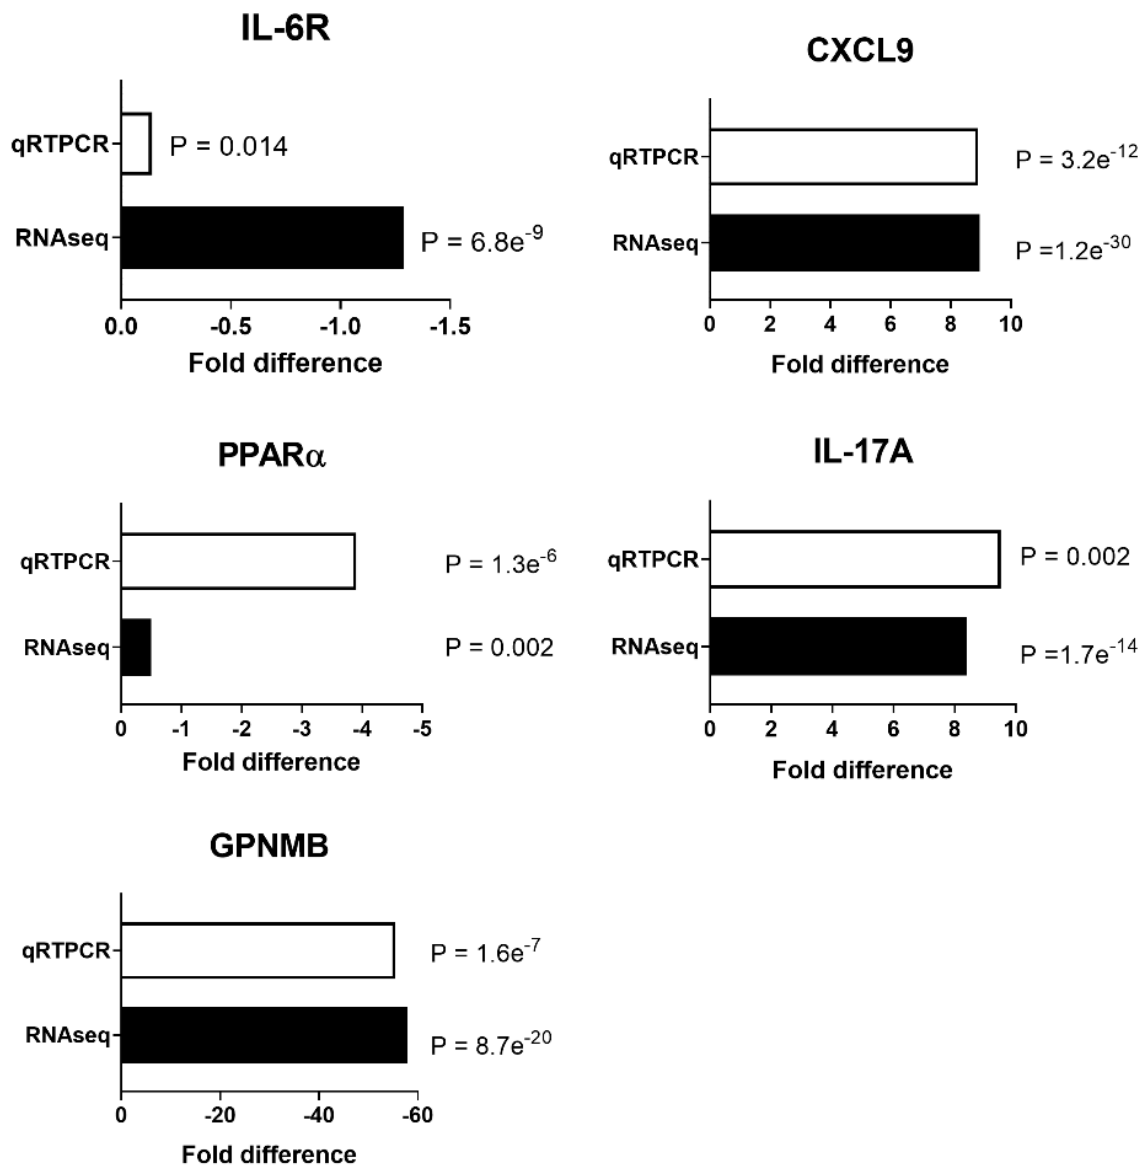 IL-6R
qRTPCR
P = 0.014
RNAseq
P = 6.8e-9
0.0 -0.5 -1.0 -1.5
Fold difference
CXCL9
qRTPCR
P = 3.2e-12
RNAseq
P =1.2e-30
0 2 4 6 8 10
Fold difference
PPARα
qRTPCR
P = 1.3e-6
RNAseq
P = 0.002
0 -1 -2 -3 -4 -5
Fold difference
IL-17A
qRTPCR
P = 0.002
RNAseq
P =1.7e-14
0 2 4 6 8 10
Fold difference
GPNMB
qRTPCR
P = 1.6e-7
RNAseq
P = 8.7e-20
0 -20 -40 -60
Fold difference